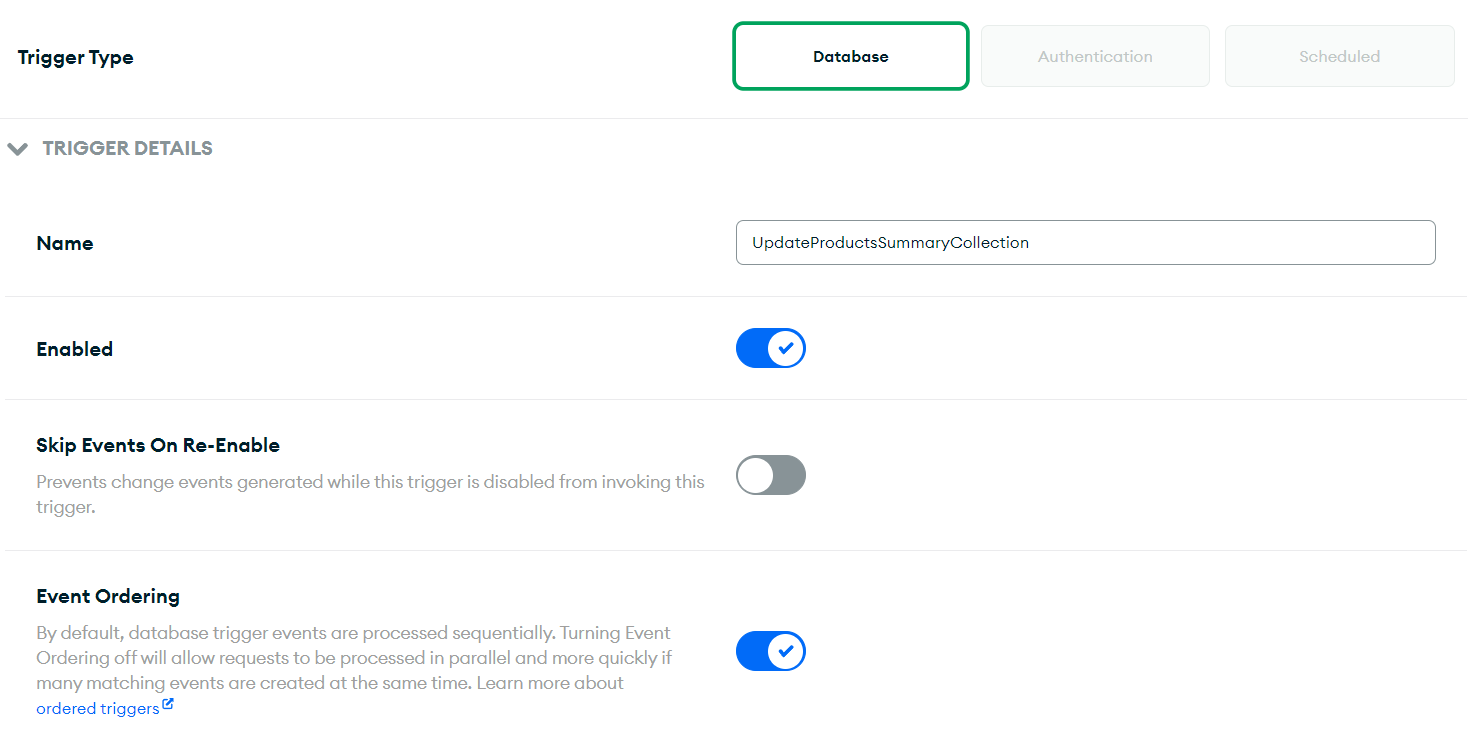 Trigger Type
Database
Authentication
Scheduled
TRIGGER DETAILS
Name
UpdateProductsSummaryCollection
Enabled
Skip Events On Re-Enable
Prevents change events generated while this trigger is disabled from invoking this
trigger.
Event Ordering
By default, database trigger events are processed sequentially. Turning Event
Ordering off will allow requests to be processed in parallel and more quickly if
many matching events are created at the same time. Learn more about
ordered triggers